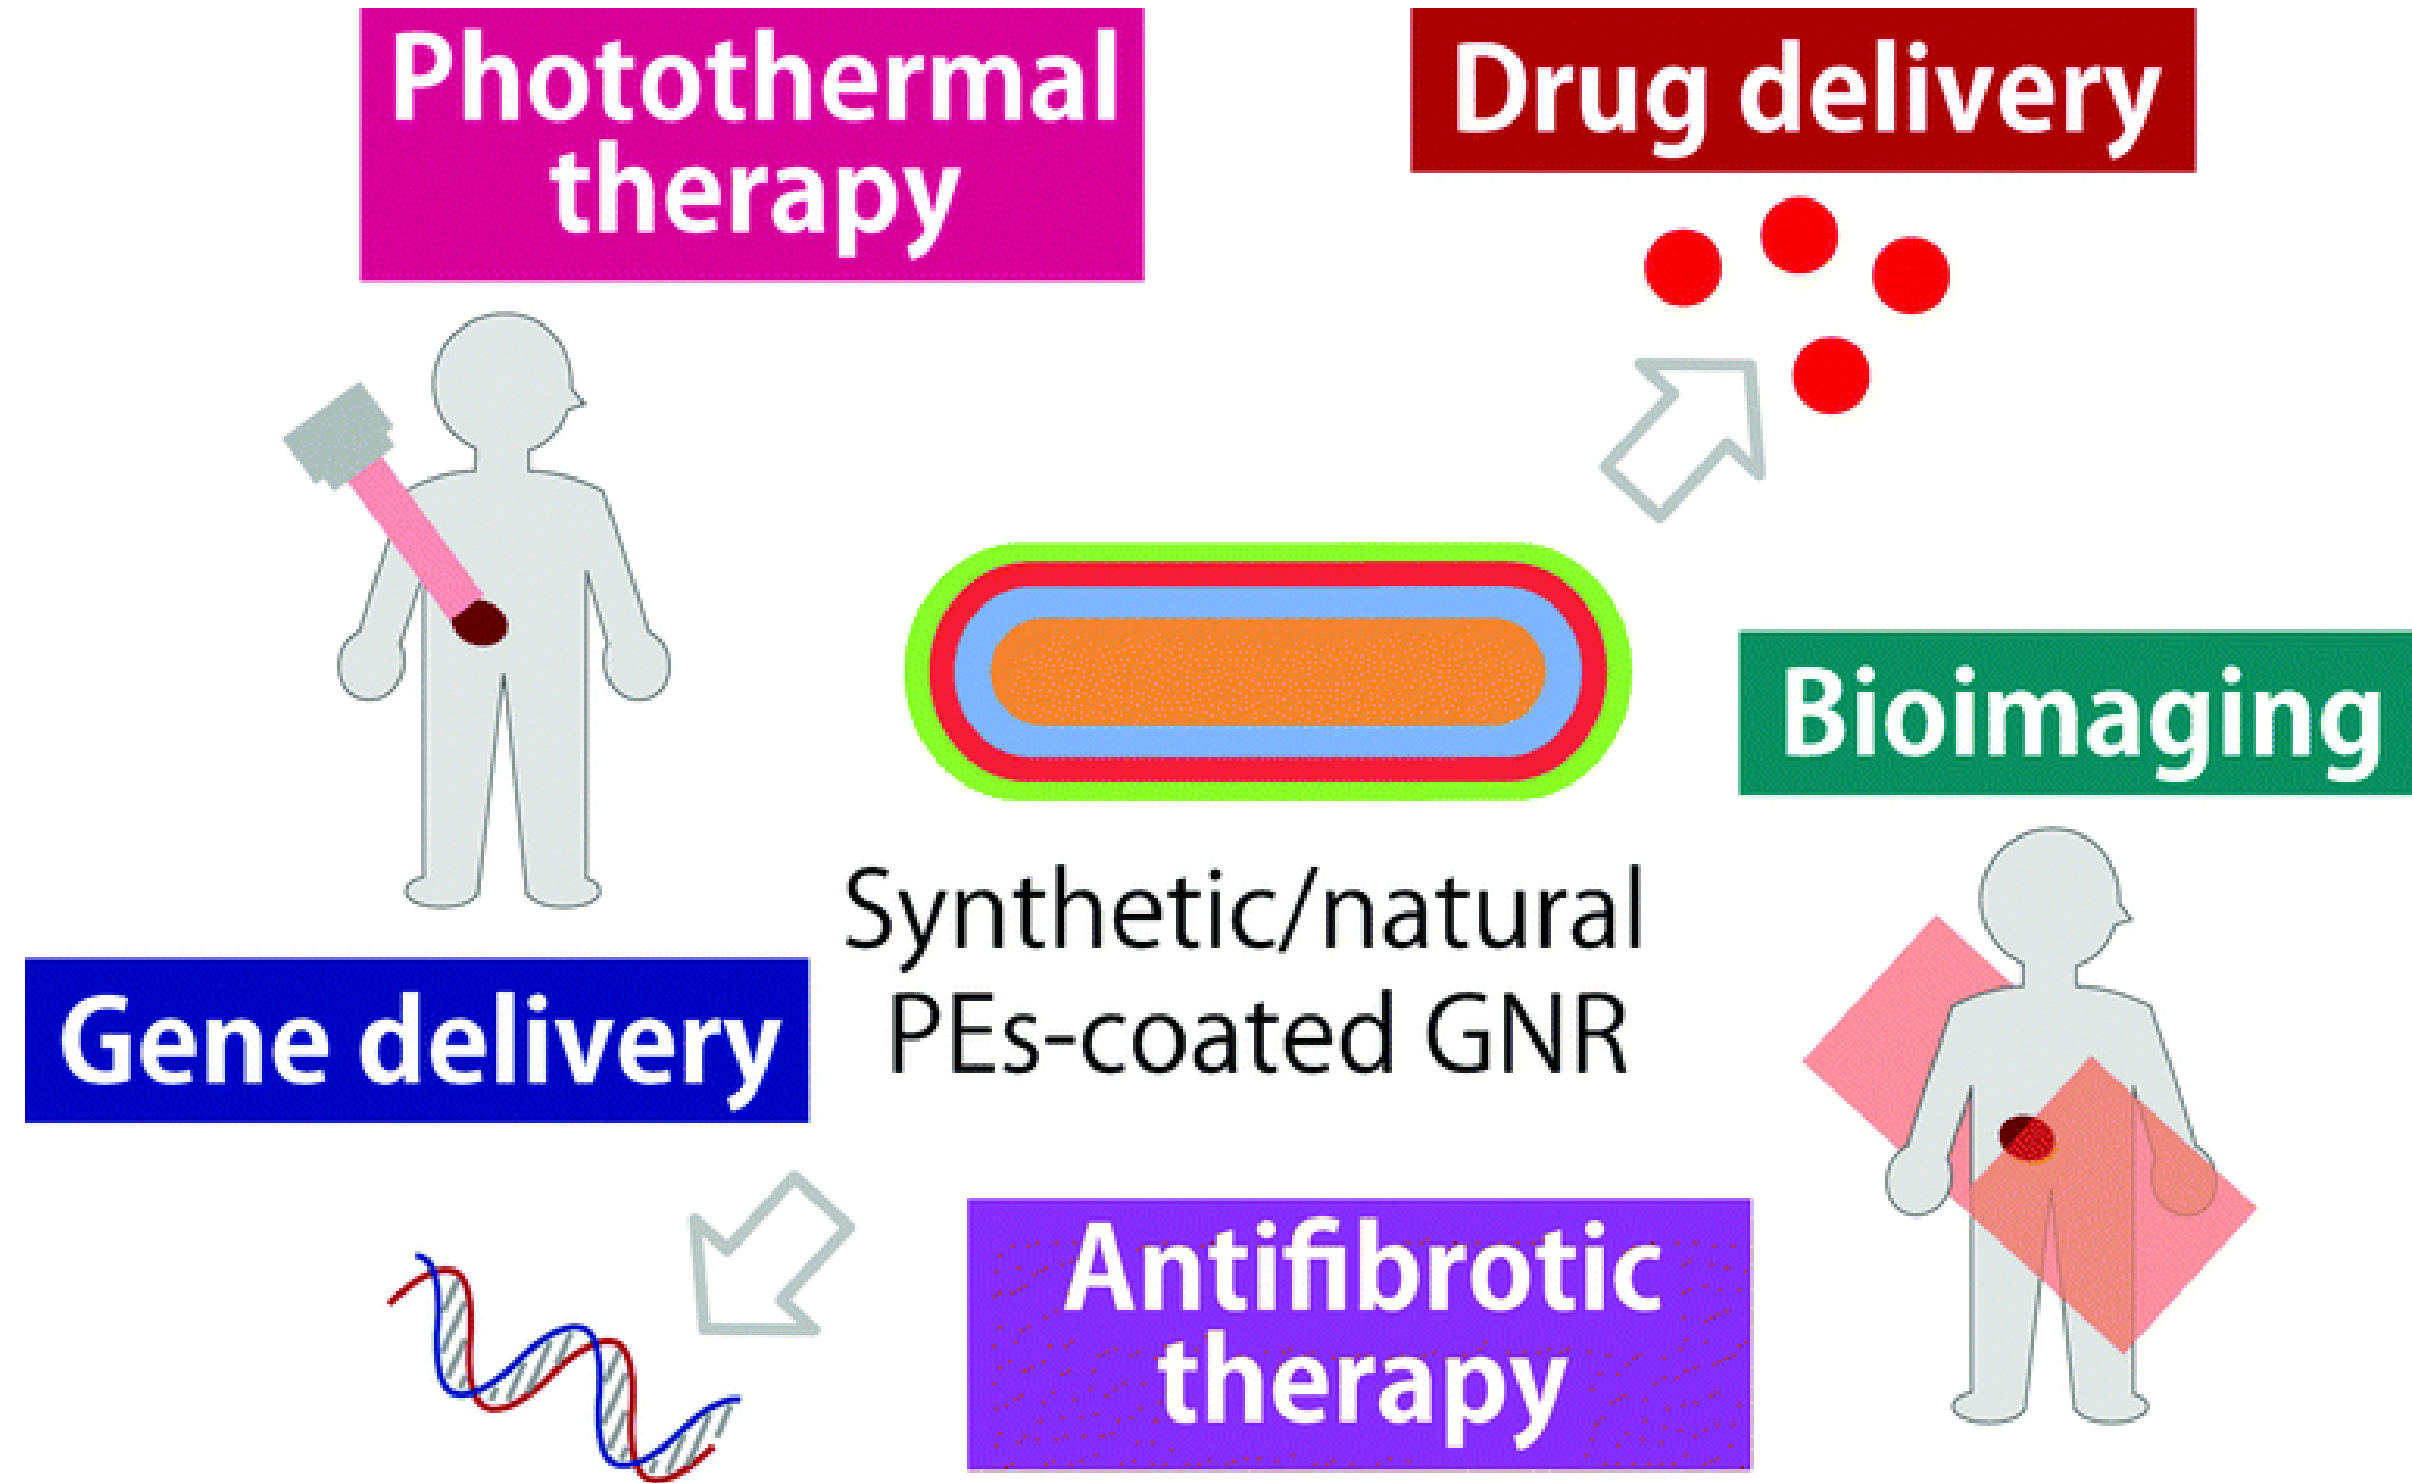 Photothermal
therapy
Drug delivery
Bioimaging
Synthetic/natural
PEs-coated GNR
Gene delivery
Antifibrotic
therapy